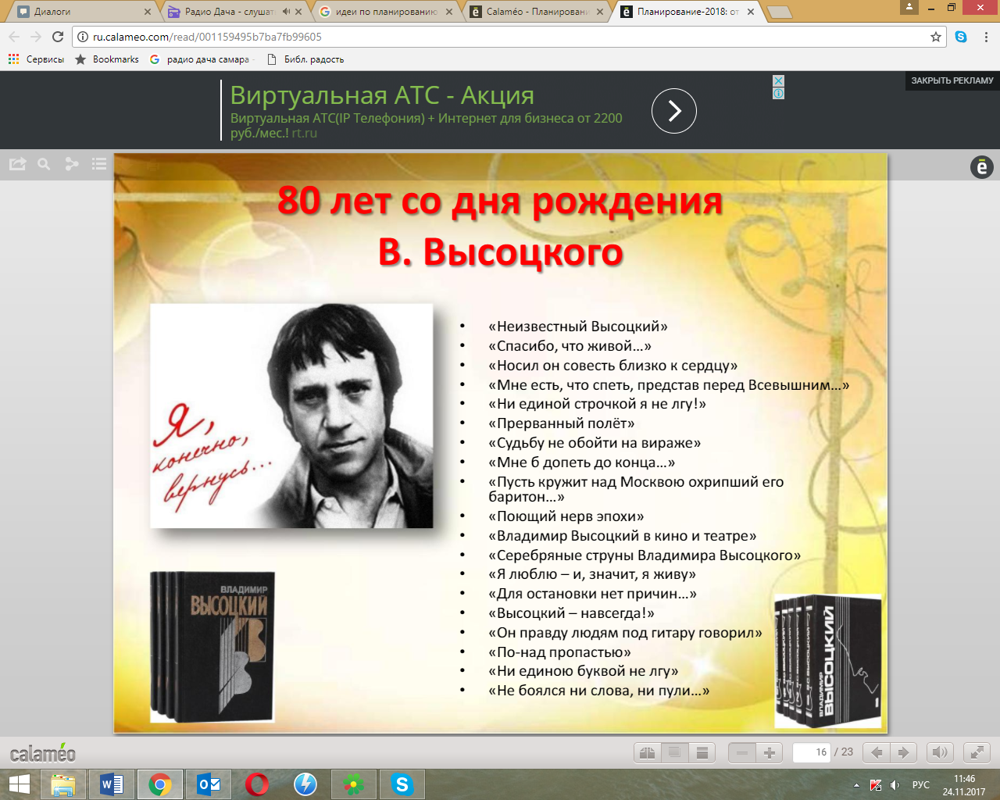 Диалоги
Радио Дача - слушать
идеи по планированию
Calaméo - Планировани
Планирование-2018: от
ru.calameo.com/read/001159495b7ba7fb99605
Сервисы
Bookmarks
радио дача самара -
Библ. радость
ЗАКРЫТЬ РЕКЛАМУ
Виртуальная АТС - Акция
Виртуальная АТС(IP Телефония) + Интернет для бизнеса от 2200
руб./мес.! rt.ru
80 лет со дня рождения
В. Высоцкого
Я,
конечно,
вернусь...
• «Неизвестный Высоцкий»
• «Спасибо, что живой...»
• «Носил он совесть близко к сердцу»
• «Мне есть, что спеть, представ перед Всевышним...»
• «Ни единой строчкой я не лгу!»
• «Прерванный полёт»
• «Судьбу не обойти на вираже»
• «Мне б допеть до конца...»
• «Пусть кружит над Москвою охрипший его
баритон...»
• «Поющий нерв эпохи»
• «Владимир Высоцкий в кино и театре»
• «Серебряные струны Владимира Высоцкого»
• «Я люблю – и, значит, я живу»
• «Для остановки нет причин...»
• «Высоцкий – навсегда!»
• «Он правду людям под гитару говорил»
• «По-над пропастью»
• «Ни единою буквой не лгу»
• «Не боялся ни слова, ни пули...»
ВЛАДИМИР
ВЫСОЦКИЙ
ВЛАДИМИР
ВЫСОЦКИЙ
calaméo
16 / 23
РУС
11:46
24.11.2017